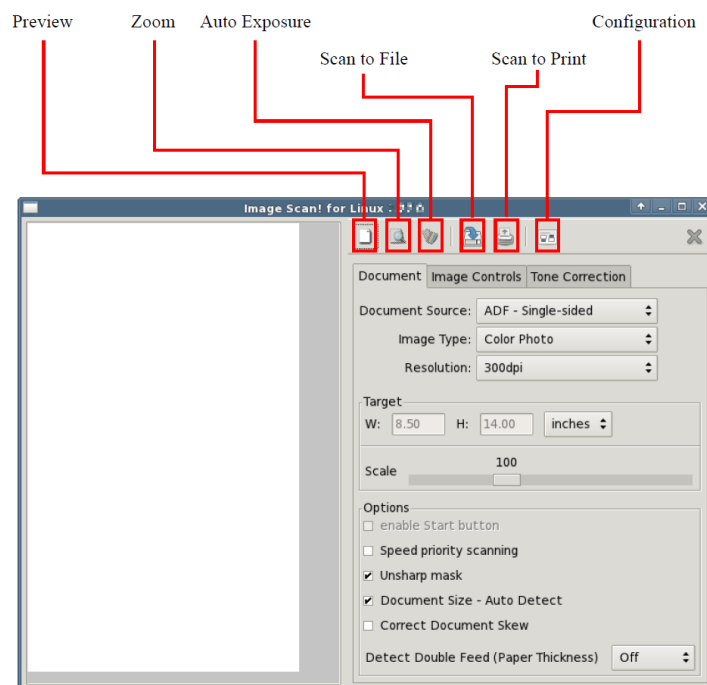 Preview Zoom Auto Exposure Configuration
Scan to File Scan to Print
Image Scan! for Linux
Document Image Controls Tone Correction
Document Source: ADF - Single-sided
Image Type: Color Photo
Resolution: 300dpi
Target
W: 8.50 H: 14.00 inches
100
Scale
Options
enable Start button
Speed priority scanning
Unsharp mask
Document Size - Auto Detect
Correct Document Skew
Detect Double Feed (Paper Thickness) Off